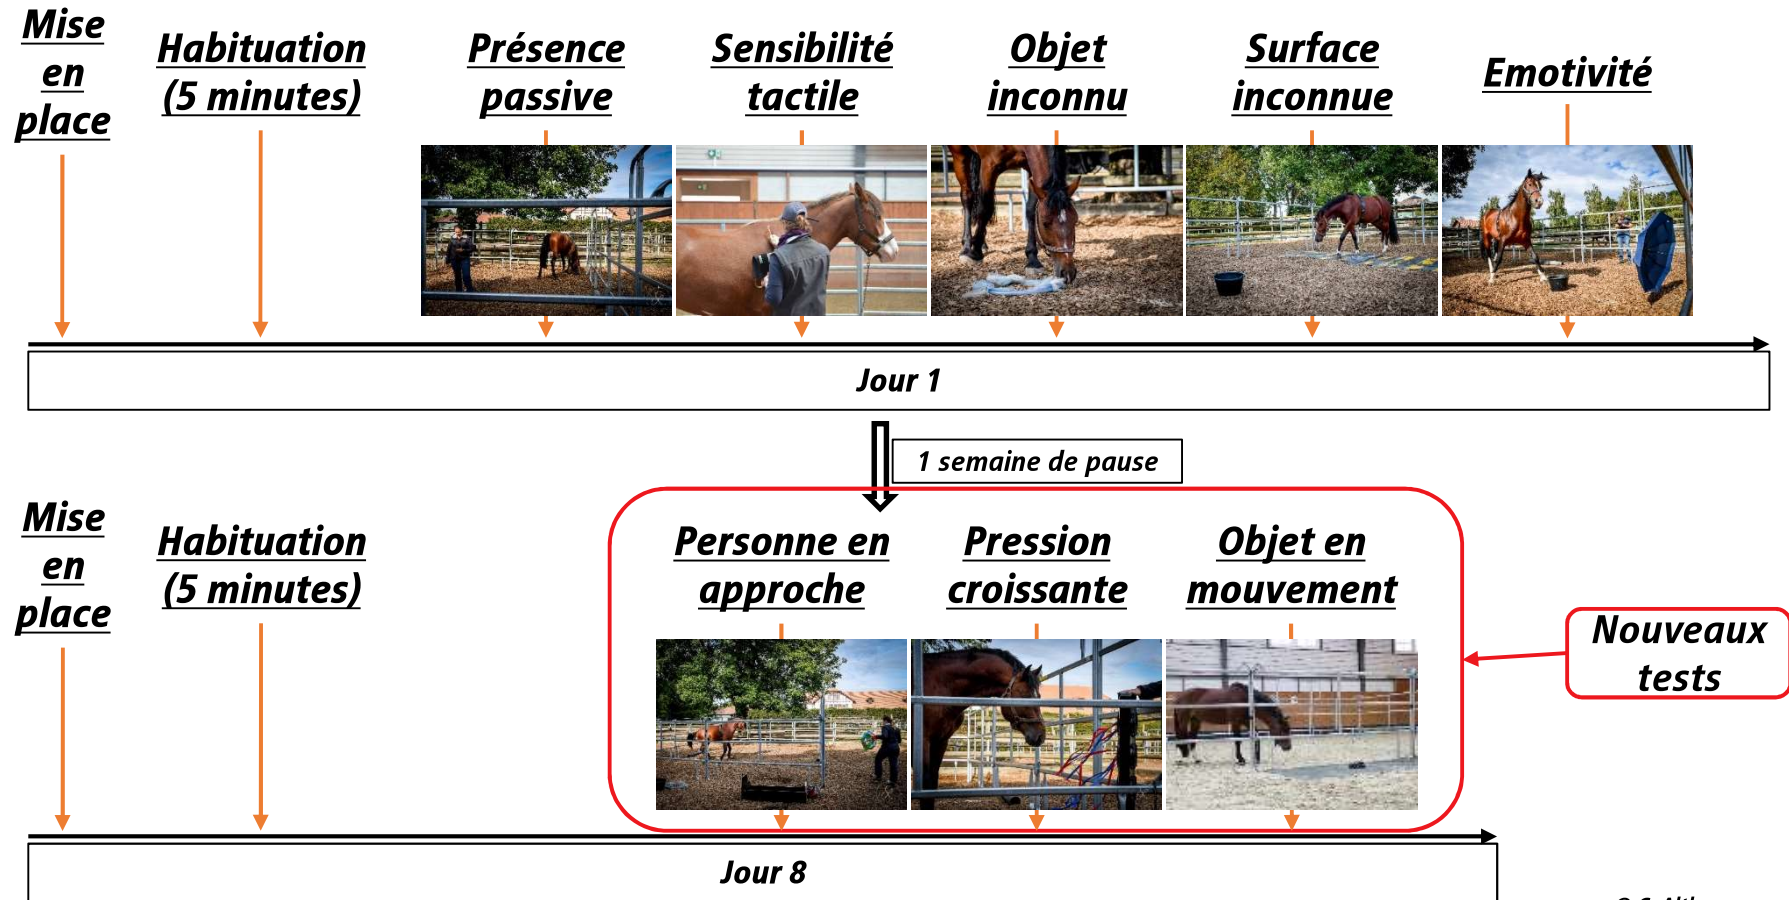 Mise
en
place
Habituation
(5 minutes)
Présence
passive
Sensibilité
tactile
Objet
inconnu
Surface
inconnue
Emotivité
Jour 1
1 semaine de pause
Mise
en
place
Habituation
(5 minutes)
Personne en
approche
Pression
croissante
Objet en
mouvement
Nouveaux
tests
Jour 8